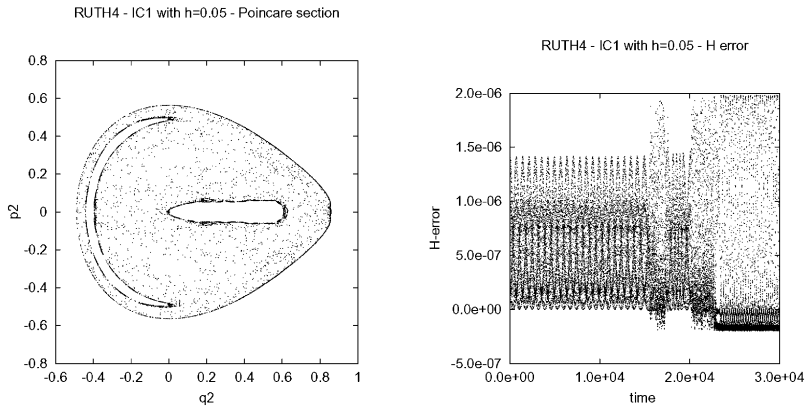 RUTH4 - IC1 with h=0.05 - Poincare section
0.8
0.6
0.4
0.2
0
-0.2
-0.4
-0.6
-0.8
p2
-0.6 -0.4 -0.2 0 0.2 0.4 0.6 0.8 1
q2
RUTH4 - IC1 with h=0.05 - H error
2.0e-06
1.5e-06
1.0e-06
5.0e-07
0.0e+00
-5.0e-07
H-error
0.0e+00 1.0e+04 2.0e+04 3.0e+04
time